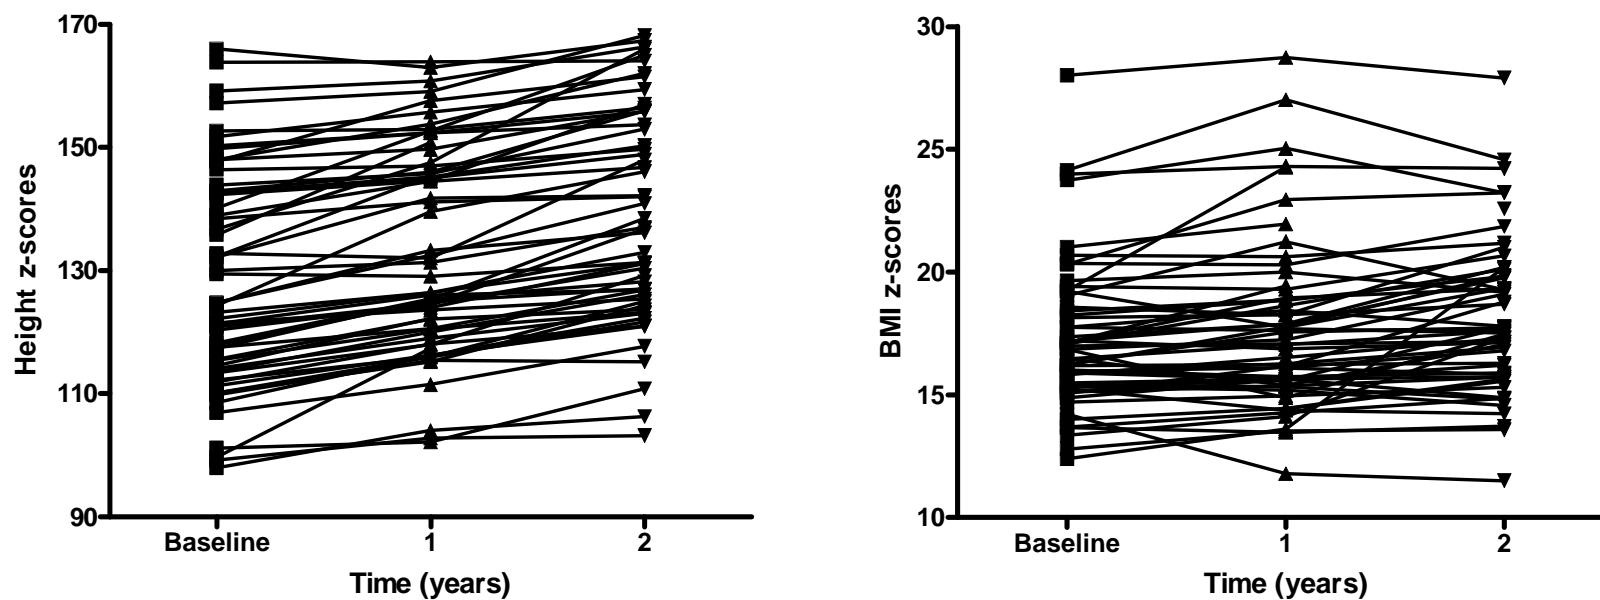 170
150
130
110
90
Height z-scores
Baseline
1
2
Time (years)
30
25
20
15
10
BMI z-scores
Baseline
1
2
Time (years)